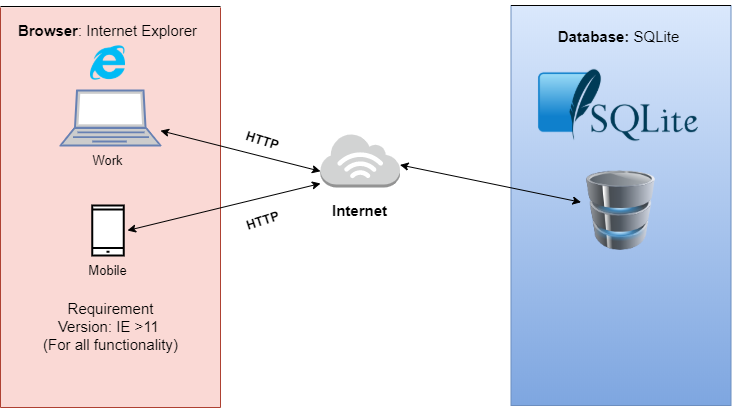 Browser: Internet Explorer
Work
HTTP
HTTP
Mobile
Requirement
Version: IE >11
(For all functionality)
Internet
Database: SQLite
SQLite